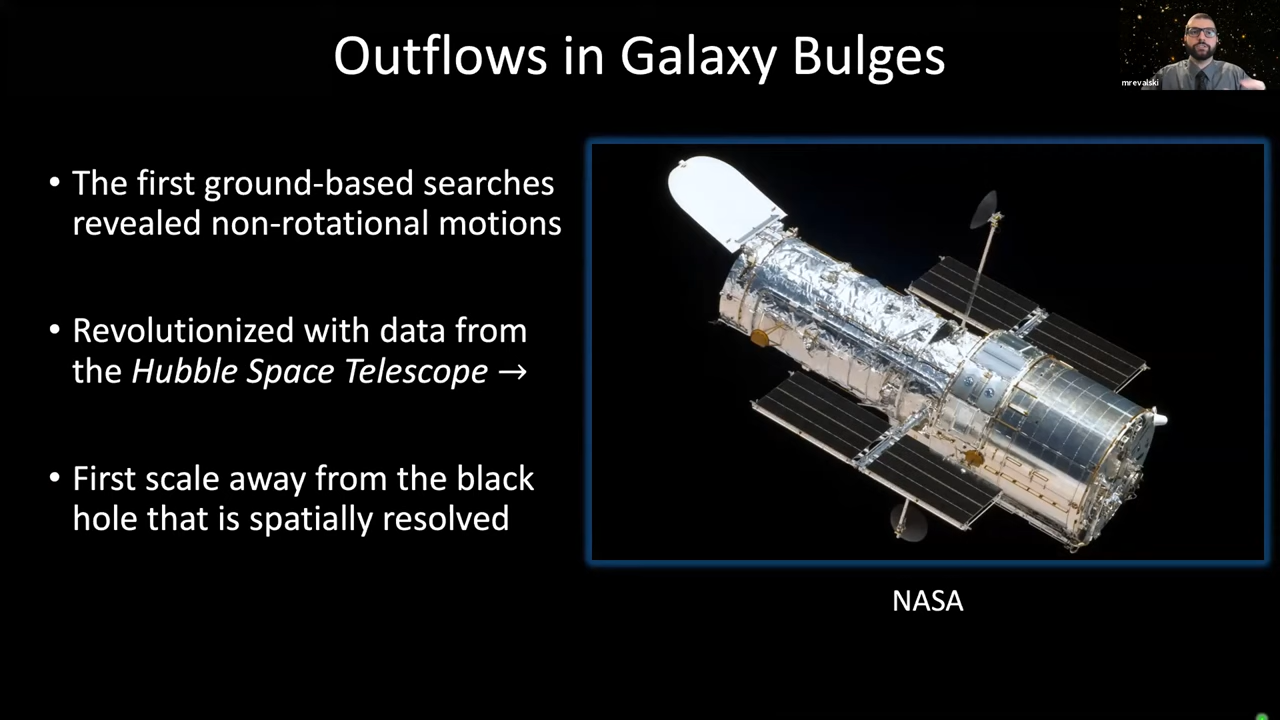 Outflows in Galaxy Bulges
mrevalski
• The first ground-based searches
revealed non-rotational motions
• Revolutionized with data from
the Hubble Space Telescope →
• First scale away from the black
hole that is spatially resolved
NASA